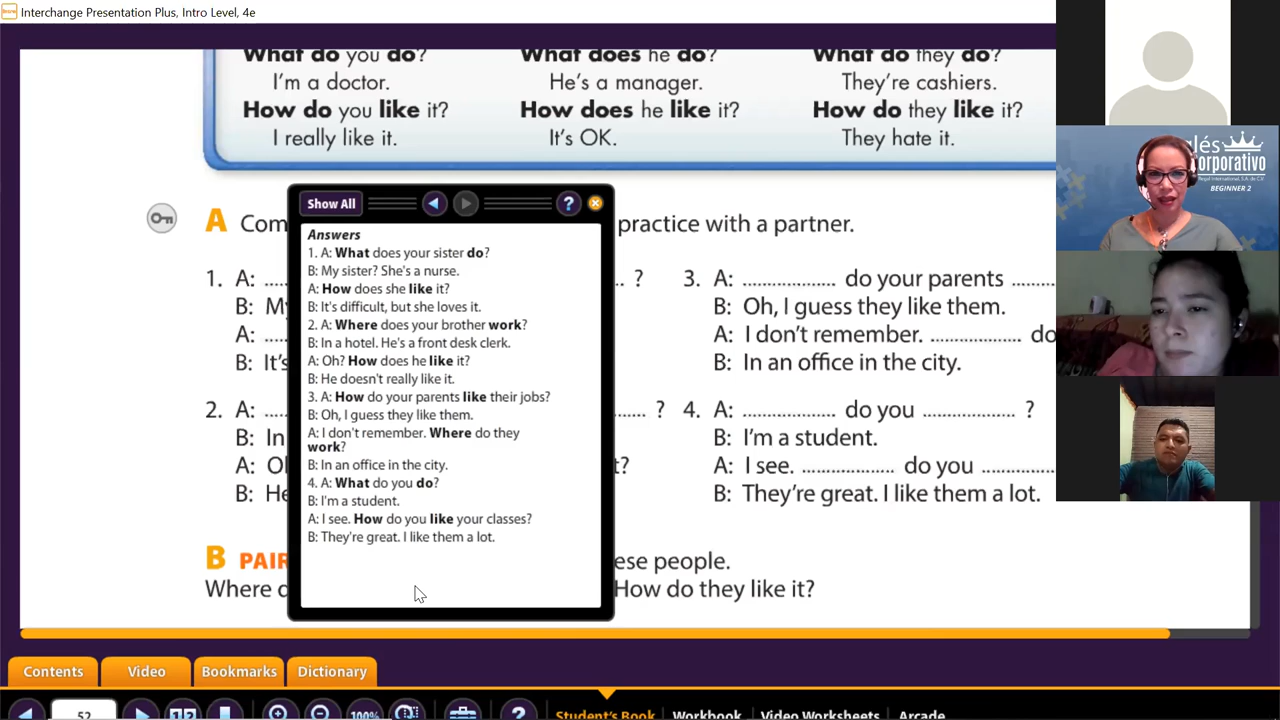 Interchange Presentation Plus, Intro Level, 4e
What do you do?
What does he do?
What do they do?
I'm a doctor.
He's a manager.
They're cashiers.
How do you like it?
How does he like it?
How do they like it?
I really like it.
It's OK.
They hate it.
A Com
practice with a partner.
1. A: .... ?
B: My
A: ....
B: It's
2. A: .... ?
B: In
A: Oh it?
B: He
3. A: .................. do your parents ....
B: Oh, I guess they like them.
A: I don't remember. .................. do
B: In an office in the city.
4. A: .................. do you .................. ?
B: I'm a student.
A: I see. .................. do you ..............
B: They're great. I like them a lot.
B PAIR
ese people.
Where d
How do they like it?
Show All
?
Answers
1. A: What does your sister do?
B: My sister? She's a nurse.
A: How does she like it?
B: It's difficult, but she loves it.
2. A: Where does your brother work?
B: In a hotel. He's a front desk clerk.
A: Oh? How does he like it?
B: He doesn't really like it.
3. A: How do your parents like their jobs?
B: Oh, I guess they like them.
A: I don't remember. Where do they
work?
B: In an office in the city.
4. A: What do you do?
B: I'm a student.
A: I see. How do you like your classes?
B: They're great. I like them a lot.
glés
orporativo
Regal International, S.A. de C.V.
BEGINNER 2
Contents
Video
Bookmarks
Dictionary
52
100%
?
Student's Book
Workbook
Video Worksheets
Arcade